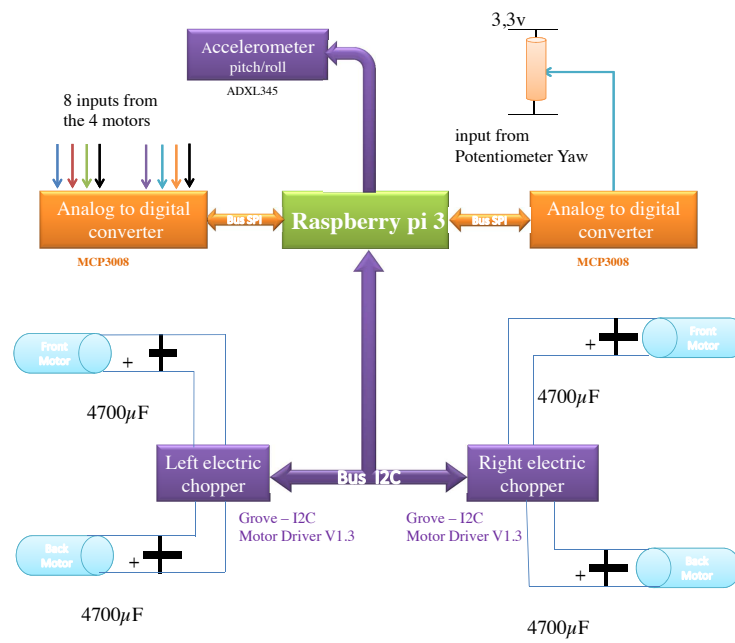 3,3v
Accelerometer
pitch/roll
ADXL345
8 inputs from
the 4 motors
input from
Potentiometer Yaw
Analog to digital
converter
Bus SPI
Raspberry pi 3
Bus SPI
Analog to digital
converter
MCP3008
MCP3008
Front
Motor
+
4700µF
Front
Motor
+
4700µF
Left electric
chopper
Bus I2C
Right electric
chopper
Grove – I2C
Motor Driver V1.3
Grove – I2C
Motor Driver V1.3
Back
Motor
+
4700µF
Back
Motor
+
4700µF